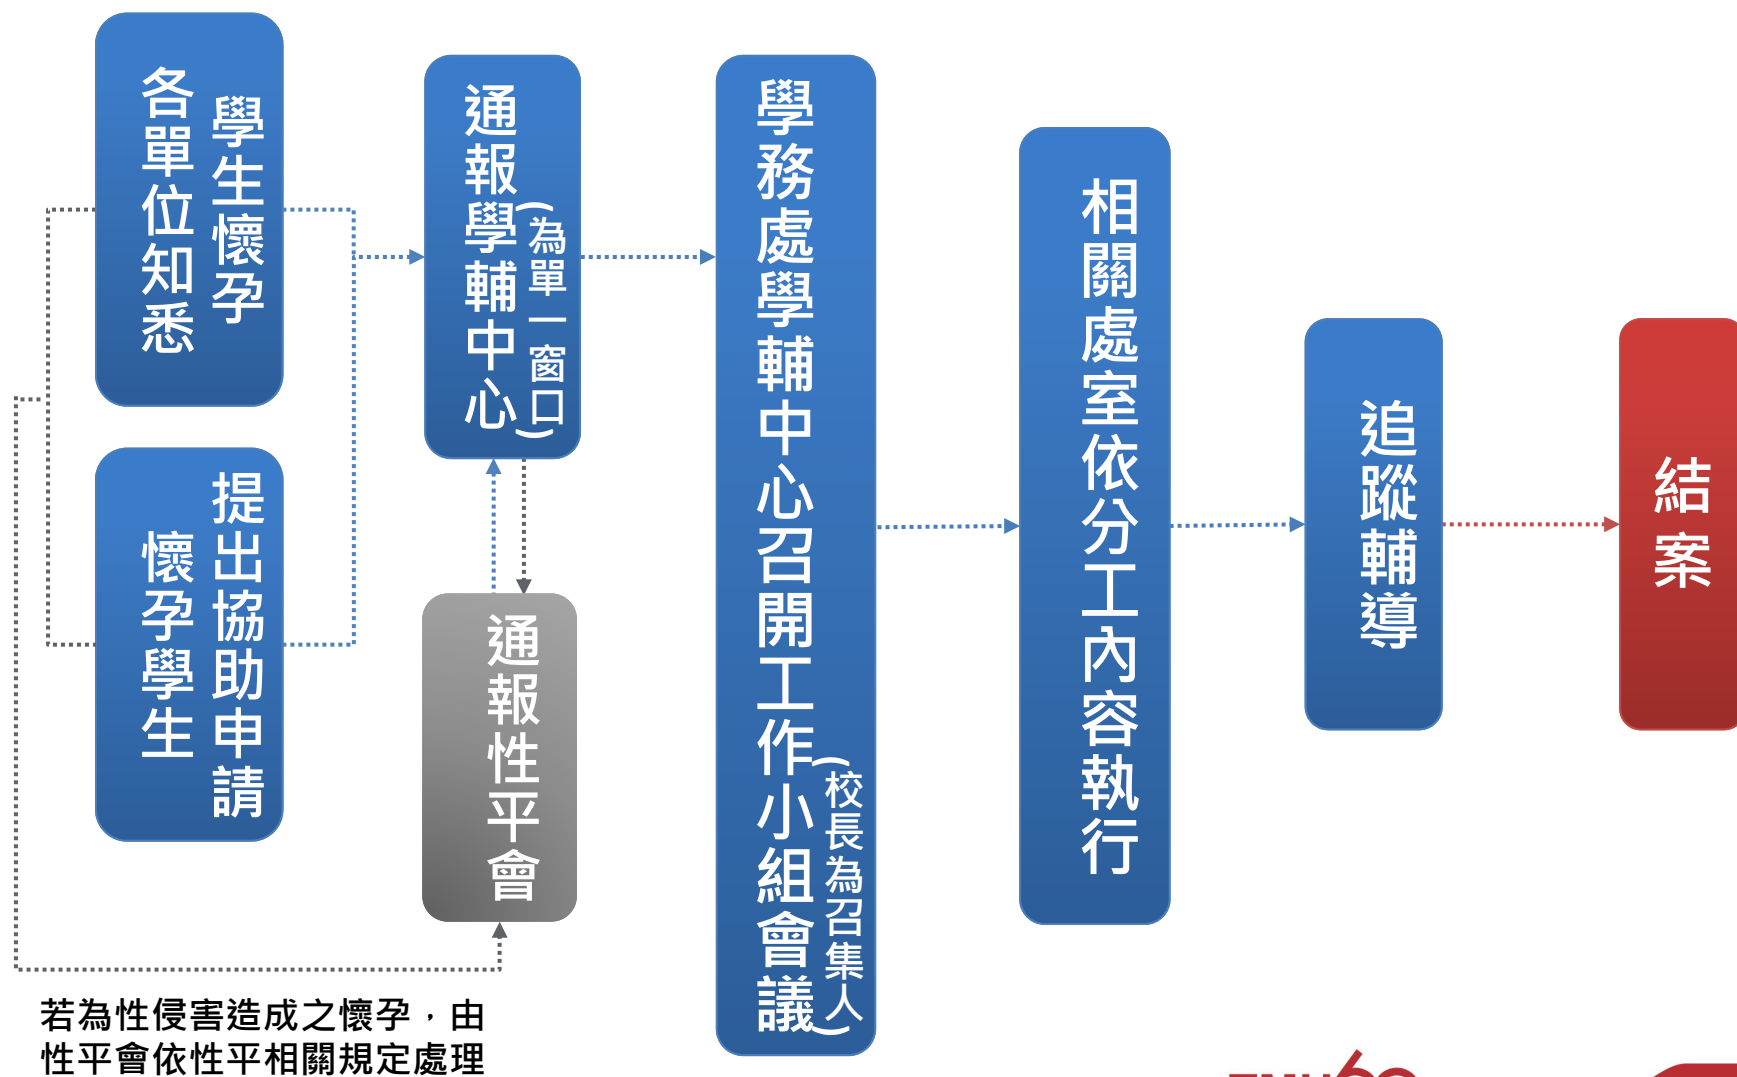 各單位知悉
學生懷孕
懷孕學生
提出協助申請
通報學輔中心
(為單一窗口)
通報性平會
學務處學輔中心召開工作小組會議
(校長為召集人)
相關處室依分工內容執行
追蹤輔導
結案
若為性侵害造成之懷孕，由
性平會依性平相關規定處理